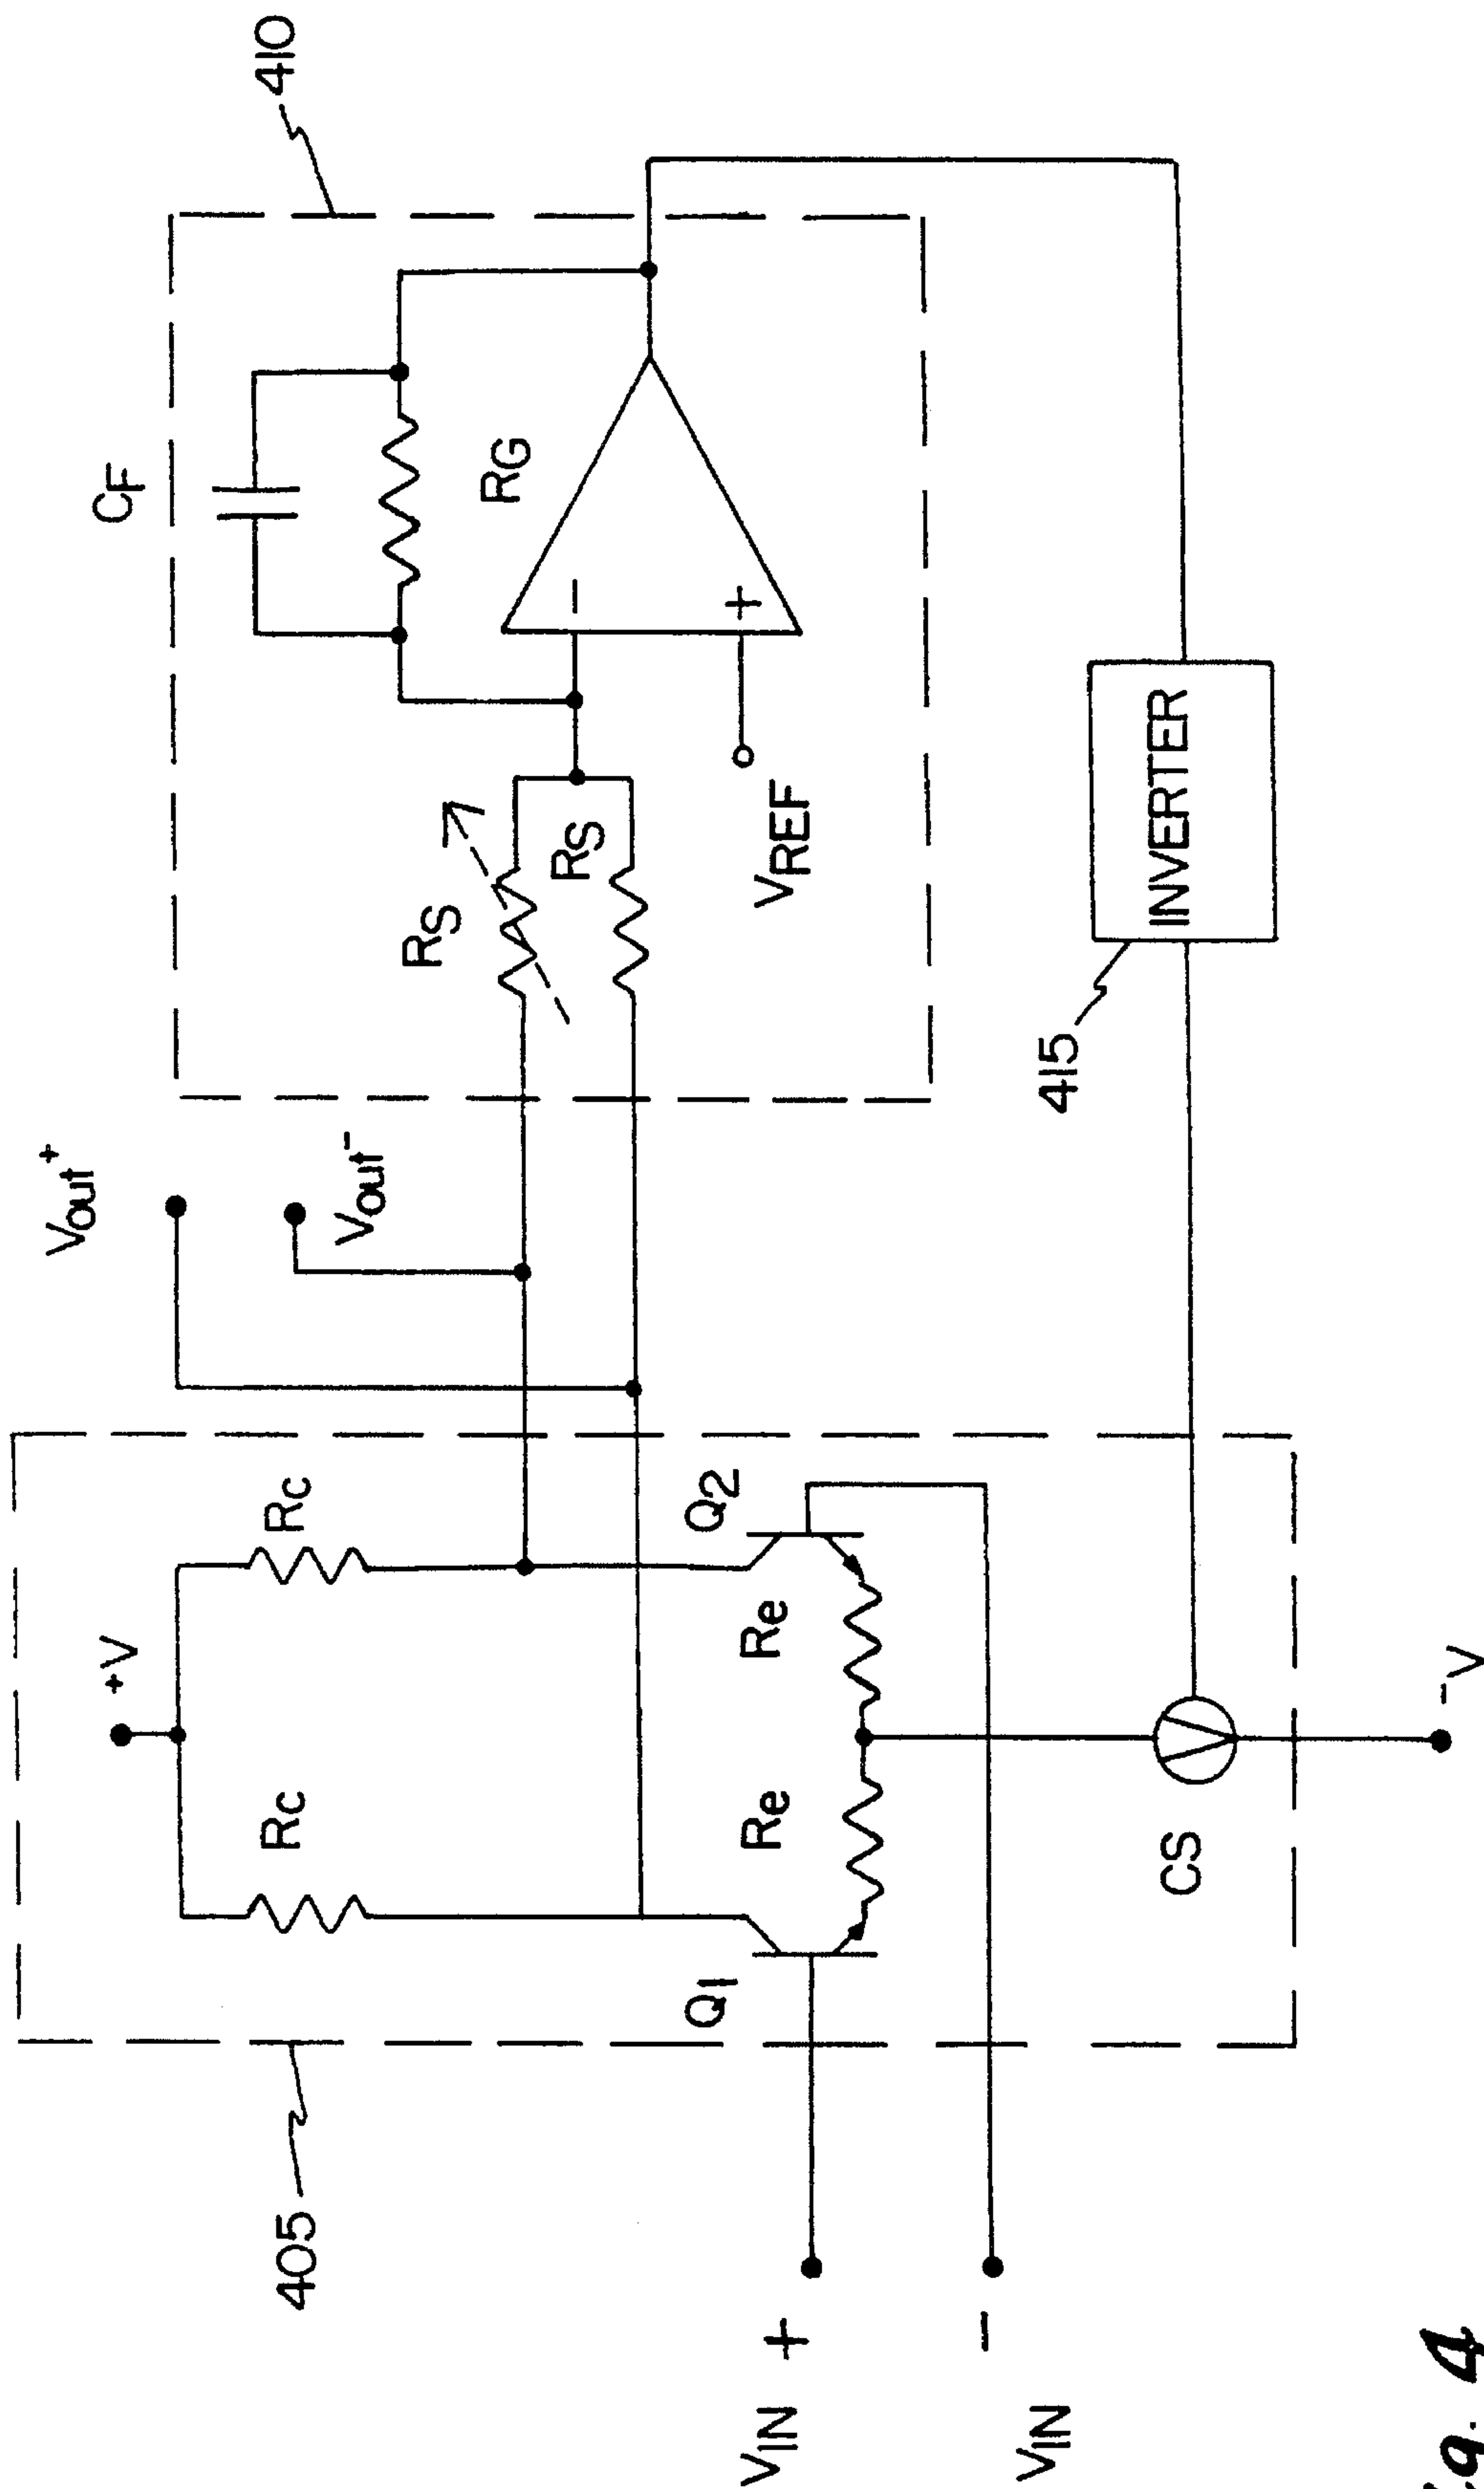 405
+V
Rc
Rc
Vout+
Vout-
CF
410
RS
RS
RG
VREF
Q1
Q2
Re
Re
VIN +
VIN -
CS
415
INVERTER
-V
4